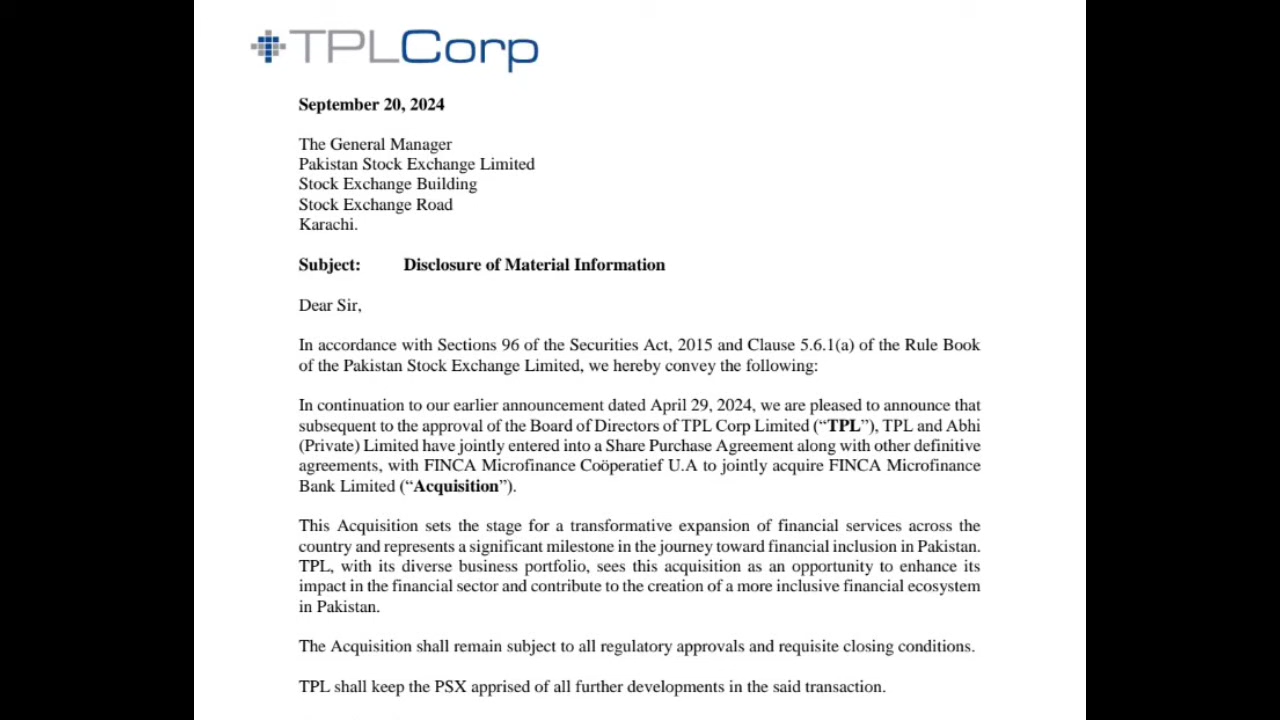 TPLCorp
September 20, 2024
The General Manager
Pakistan Stock Exchange Limited
Stock Exchange Building
Stock Exchange Road
Karachi.
Subject: Disclosure of Material Information
Dear Sir,
In accordance with Sections 96 of the Securities Act, 2015 and Clause 5.6.1(a) of the Rule Book
of the Pakistan Stock Exchange Limited, we hereby convey the following:
In continuation to our earlier announcement dated April 29, 2024, we are pleased to announce that
subsequent to the approval of the Board of Directors of TPL Corp Limited (“TPL”), TPL and Abhi
(Private) Limited have jointly entered into a Share Purchase Agreement along with other definitive
agreements, with FINCA Microfinance Coöperatief U.A to jointly acquire FINCA Microfinance
Bank Limited (“Acquisition”).
This Acquisition sets the stage for a transformative expansion of financial services across the
country and represents a significant milestone in the journey toward financial inclusion in Pakistan.
TPL, with its diverse business portfolio, sees this acquisition as an opportunity to enhance its
impact in the financial sector and contribute to the creation of a more inclusive financial ecosystem
in Pakistan.
The Acquisition shall remain subject to all regulatory approvals and requisite closing conditions.
TPL shall keep the PSX apprised of all further developments in the said transaction.